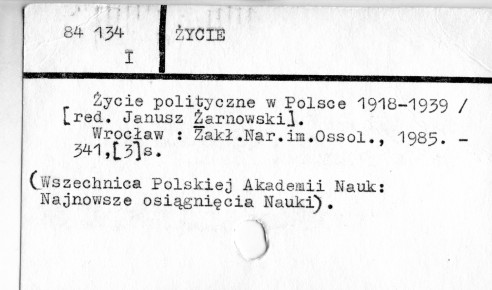 84 134
I
ŻYCIE
Życie polityczne w Polsce 1918-1939 /
[red. Janusz Żarnowski].
Wrocław : Zakł.Nar.im.Ossol., 1985. -
341,[3]s.
(Wszechnica Polskiej Akademii Nauk:
Najnowsze osiągnięcia Nauki).